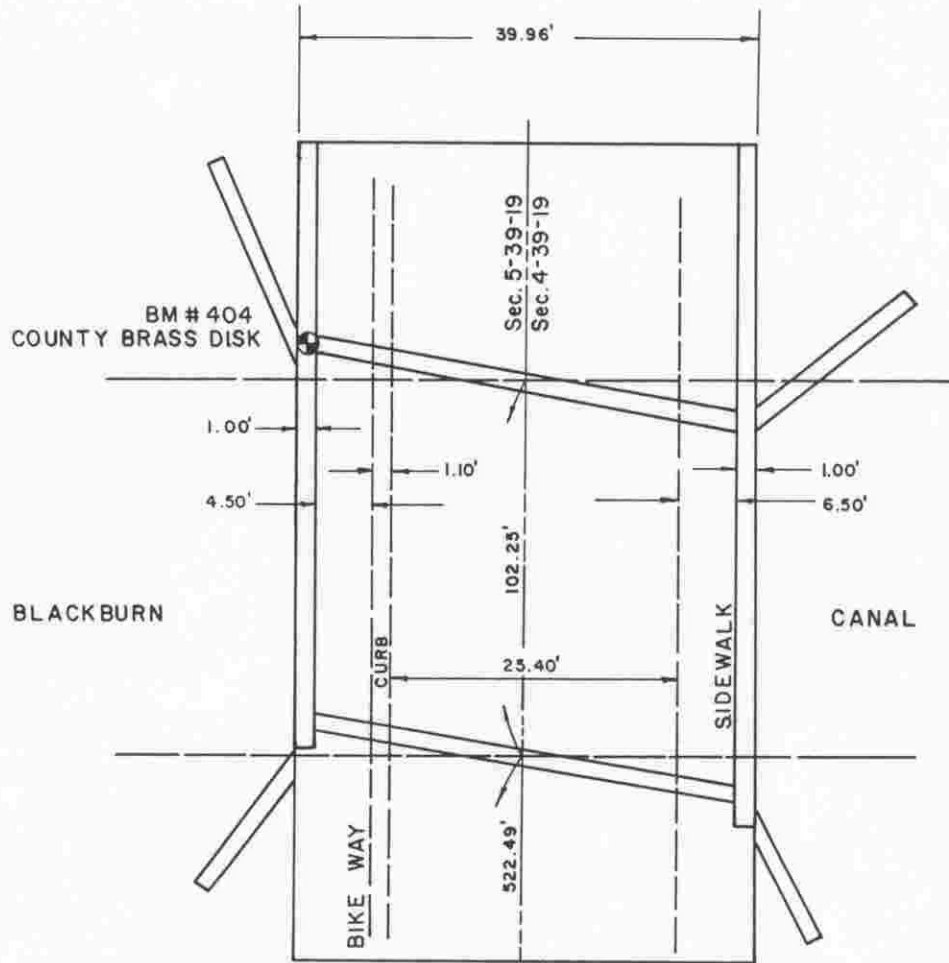 39.96'
Sec. 5-39-19
Sec. 4-39-19
BM # 404
COUNTY BRASS DISK
1.00'
1.10'
1.00'
4.50'
6.50'
102.25'
BLACKBURN
CANAL
CURB
25.40'
SIDEWALK
BIKE WAY
522.49'